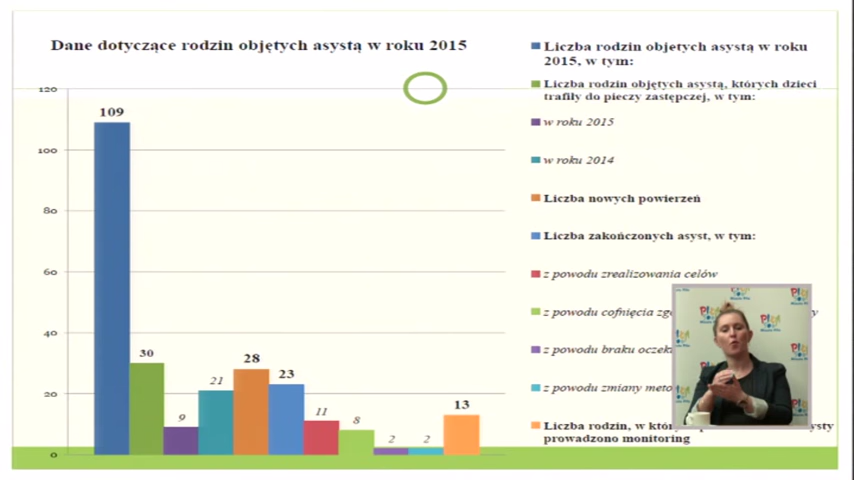 Dane dotyczące rodzin objętych asystą w roku 2015
120
100
80
60
40
20
0
109
30
9
21
28
23
11
8
2
2
13
Liczba rodzin objetych asystą w roku
2015, w tym:
Liczba rodzin objętych asystą, których dzieci
trafiły do pieczy zastępczej, w tym:
w roku 2015
w roku 2014
Liczba nowych powierzeń
Liczba zakończonych asyst, w tym:
z powodu zrealizowania celów
z powodu cofnięcia
z powodu braku
z powodu zmiany
Liczba rodzin, w
prowadzono monitoring